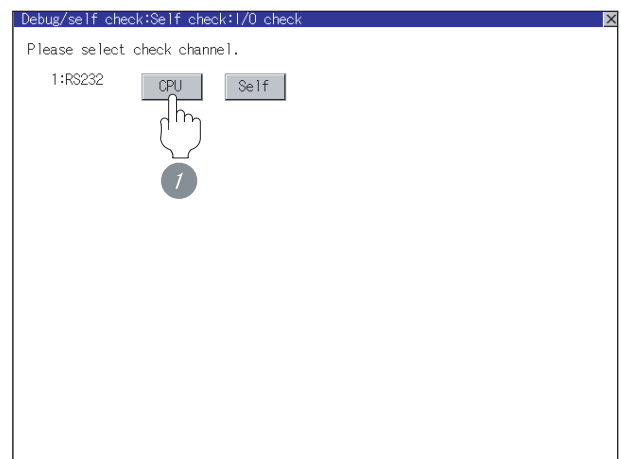 Debug/self check:Self check:I/O check
Please select check channel.
1:RS232 CPU Self
1